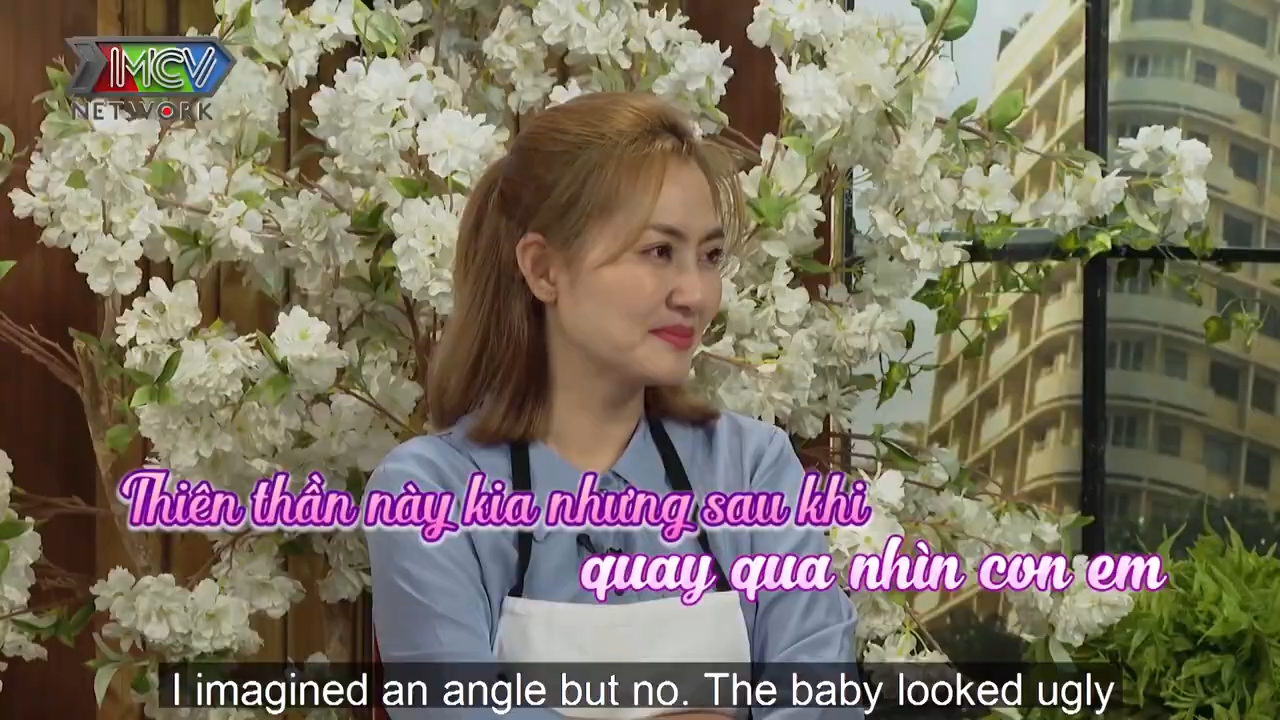 MCV
NETWORK
Thiên thần này kia nhưng sau khi
quay qua nhìn con em
I imagined an angle but no. The baby looked ugly